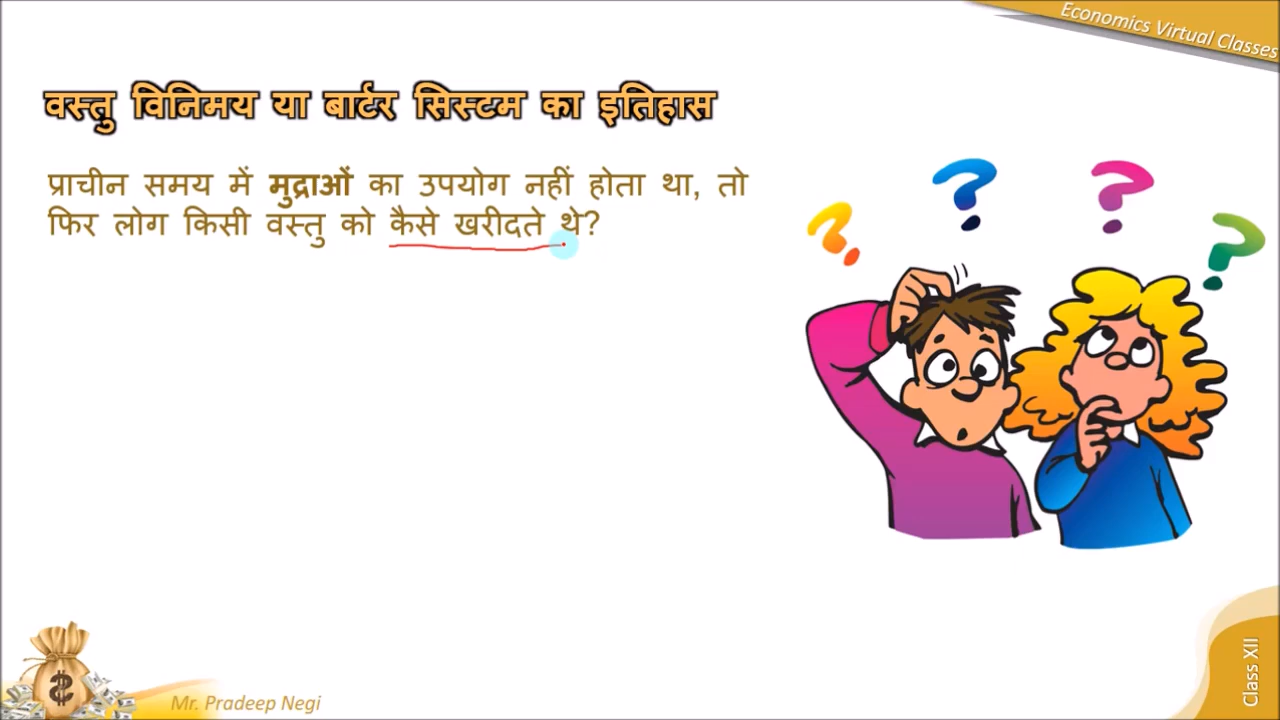 Economics Virtual Classes
वस्तु विनिमय या बार्टर सिस्टम का इतिहास
प्राचीन समय में मुद्राओं का उपयोग नहीं होता था, तो
फिर लोग किसी वस्तु को कैसे खरीदते थे?
Mr. Pradeep Negi
Class XII